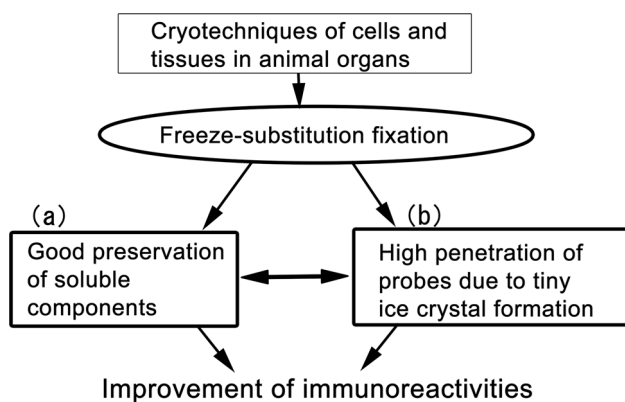 Cryotechniques of cells and
tissues in animal organs
Freeze-substitution fixation
(a)
Good preservation
of soluble
components
(b)
High penetration of
probes due to tiny
ice crystal formation
Improvement of immunoreactivities